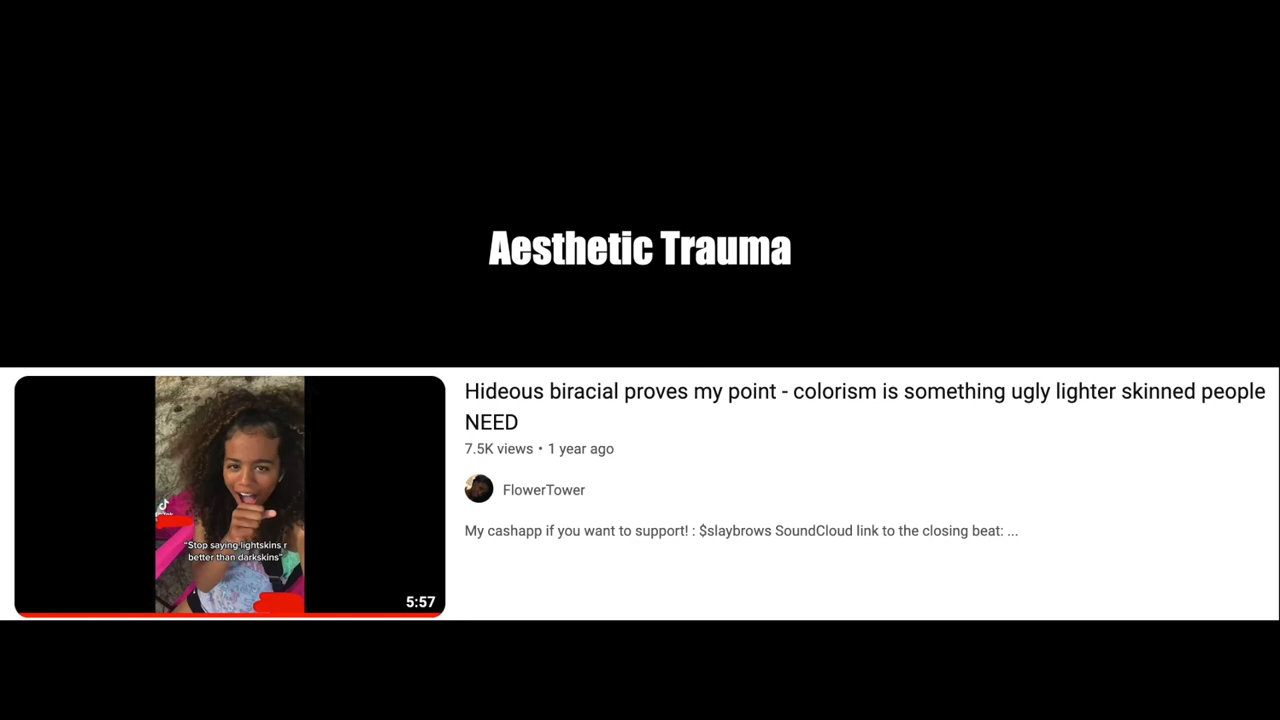 Aesthetic Trauma
Hideous biracial proves my point - colorism is something ugly lighter skinned people
NEED
7.5K views • 1 year ago
FlowerTower
My cashapp if you want to support! : $slaybrows SoundCloud link to the closing beat: ...
"Stop saying lightskins r
better than darkskins"
5:57